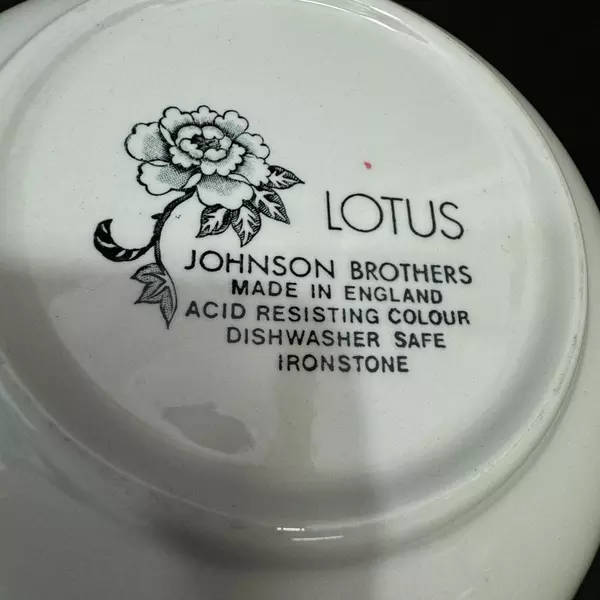 LOTUS
JOHNSON BROTHERS
MADE IN ENGLAND
ACID RESISTING COLOUR
DISHWASHER SAFE
IRONSTONE